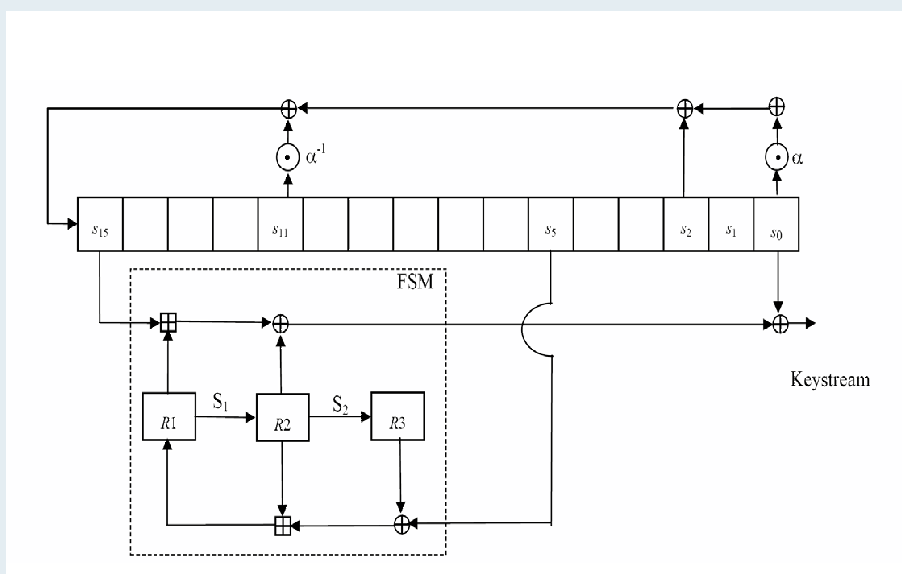 α-1
α
s15 s11 s5 s2 s1 s0
FSM
Keystream
S1 S2
R1 R2 R3